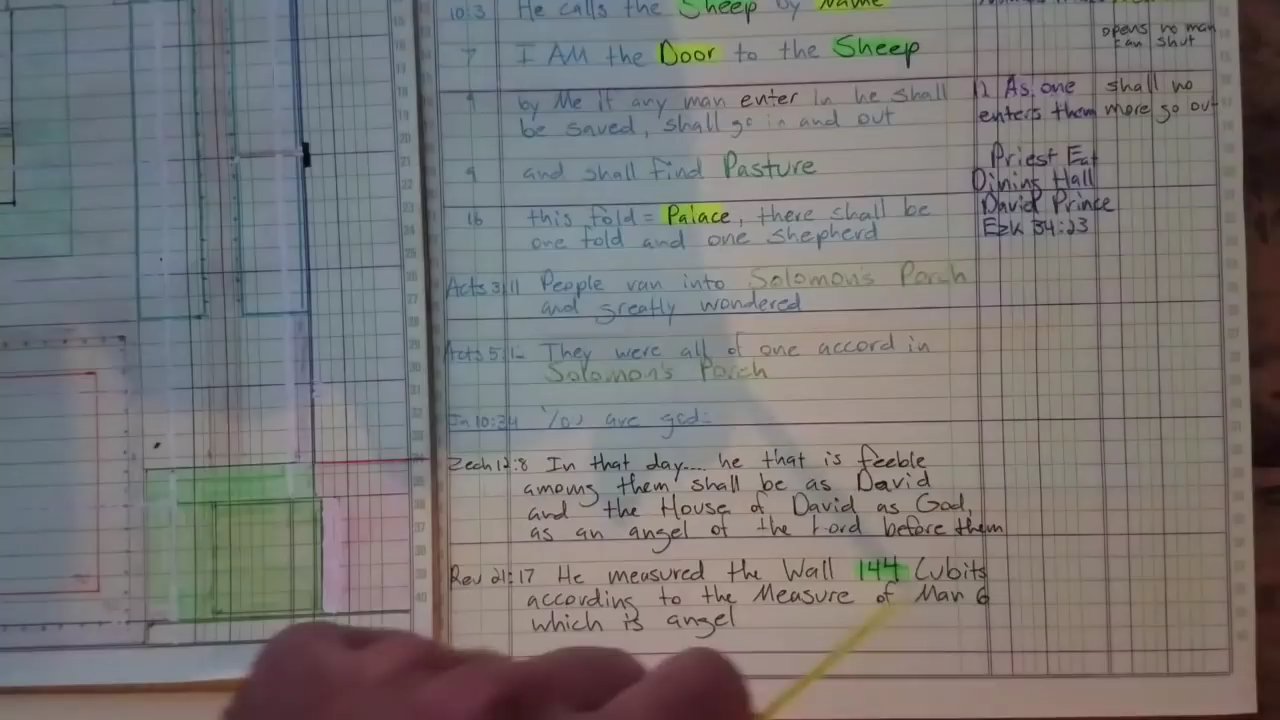 10:3 He calls the Sheep by Name
opens no man
can shut
7 I AM the Door to the Sheep
9 by Me if any man enter in he shall
be saved, shall go in and out
12 As one shall no
enters them more go out
9 and shall find Pasture
Priest Eat
Dining Hall
16 this fold = Palace, there shall be
one fold and one shepherd
David Prince
Ezk 34:23
Acts 3:11 People ran into Solomon's Porch
and greatly wondered
Acts 5:12 They were all of one accord in
Solomon's Porch
Jn 10:34 You are gods
Zech 12:8 In that day.... he that is feeble
among them shall be as David
and the House of David as God,
as an angel of the Lord before them
Rev 21:17 He measured the Wall 144 Cubits
according to the Measure of Man 6
which is angel